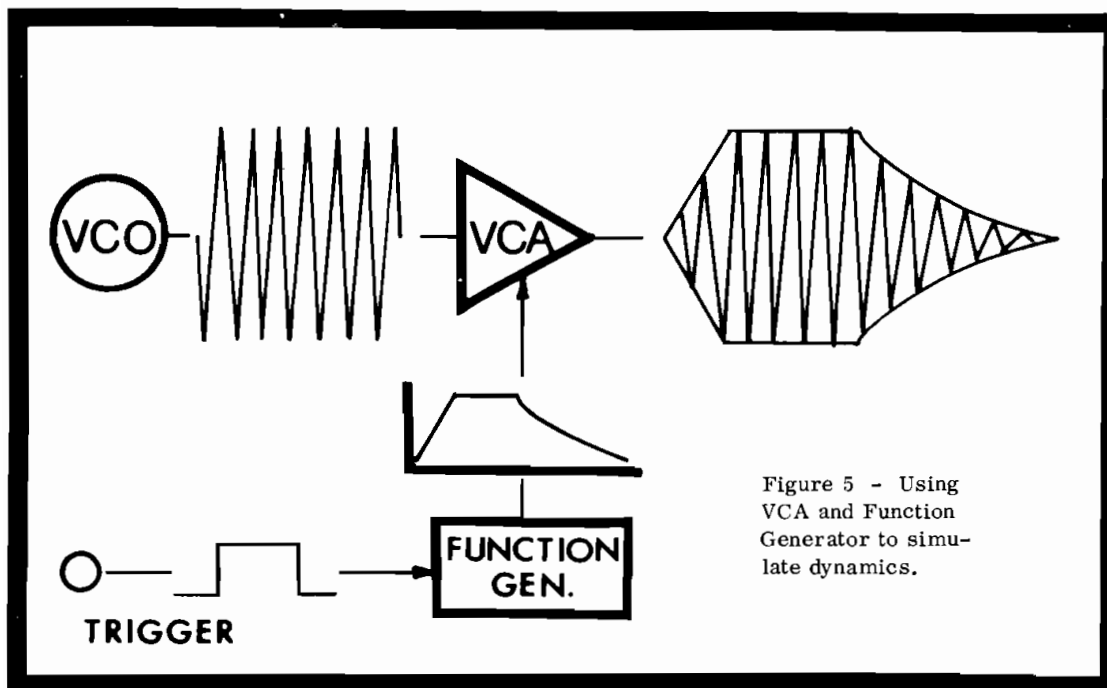 VCO
VCA
FUNCTION
GEN.
TRIGGER
Figure 5 - Using
VCA and Function
Generator to simu-
late dynamics.